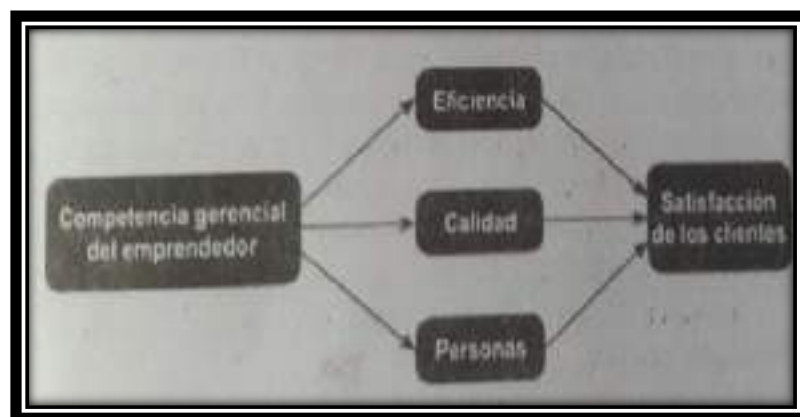 Eficiencia
Competencia gerencial
del emprendedor
Calidad
Satisfacción
de los clientes
Personas